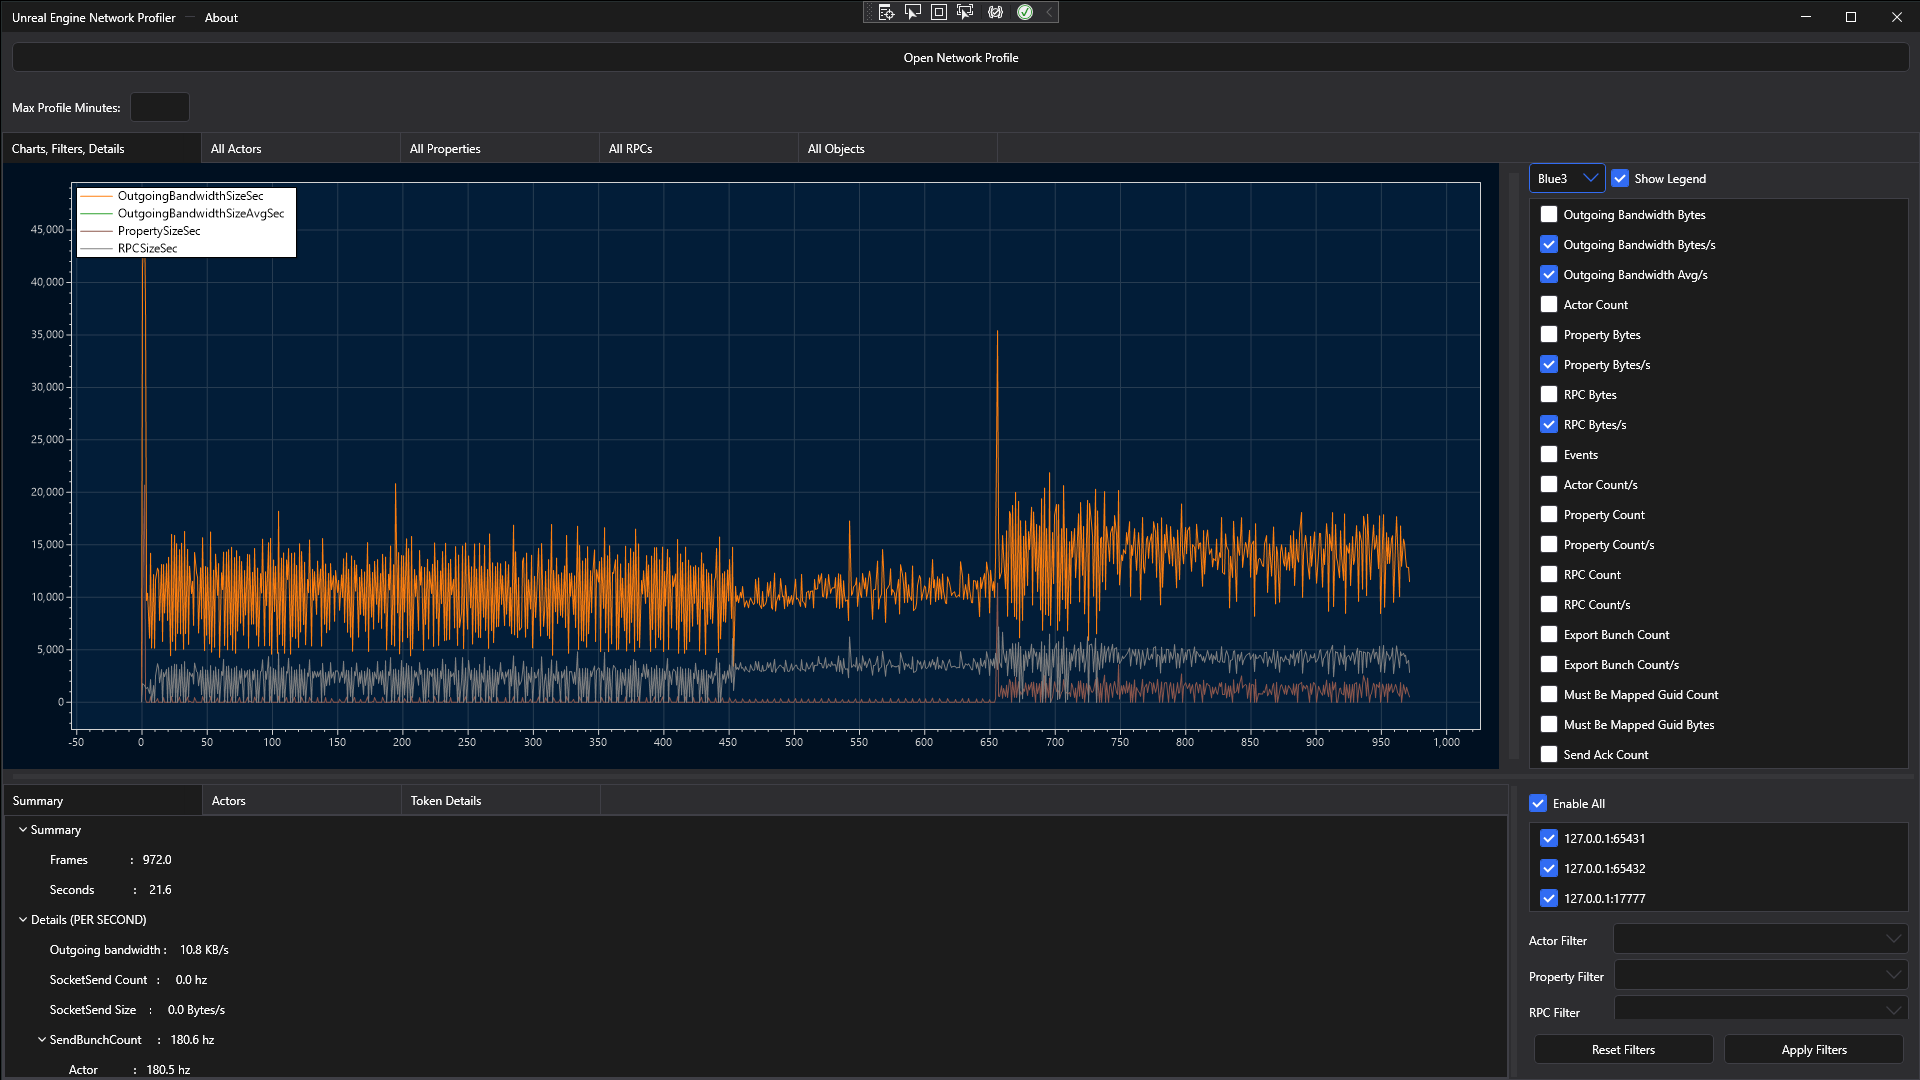 Unreal Engine Network Profiler — About
Open Network Profile
Max Profile Minutes:
Charts, Filters, Details
All Actors
All Properties
All RPCs
All Objects
OutgoingBandwidthSizeSec
OutgoingBandwidthSizeAvgSec
PropertySizeSec
RPCSizeSec
45,000
40,000
35,000
30,000
25,000
20,000
15,000
10,000
5,000
0
-50 0 50 100 150 200 250 300 350 400 450 500 550 600 650 700 750 800 850 900 950 1,000
Blue3
Show Legend
Outgoing Bandwidth Bytes
Outgoing Bandwidth Bytes/s
Outgoing Bandwidth Avg/s
Actor Count
Property Bytes
Property Bytes/s
RPC Bytes
RPC Bytes/s
Events
Actor Count/s
Property Count
Property Count/s
RPC Count
RPC Count/s
Export Bunch Count
Export Bunch Count/s
Must Be Mapped Guid Count
Must Be Mapped Guid Bytes
Send Ack Count
Summary
Actors
Token Details
Summary
Frames : 972.0
Seconds : 21.6
Details (PER SECOND)
Outgoing bandwidth : 10.8 KB/s
SocketSend Count : 0.0 hz
SocketSend Size : 0.0 Bytes/s
SendBunchCount : 180.6 hz
Actor : 180.5 hz
Enable All
127.0.0.1:65431
127.0.0.1:65432
127.0.0.1:17777
Actor Filter
Property Filter
RPC Filter
Reset Filters
Apply Filters